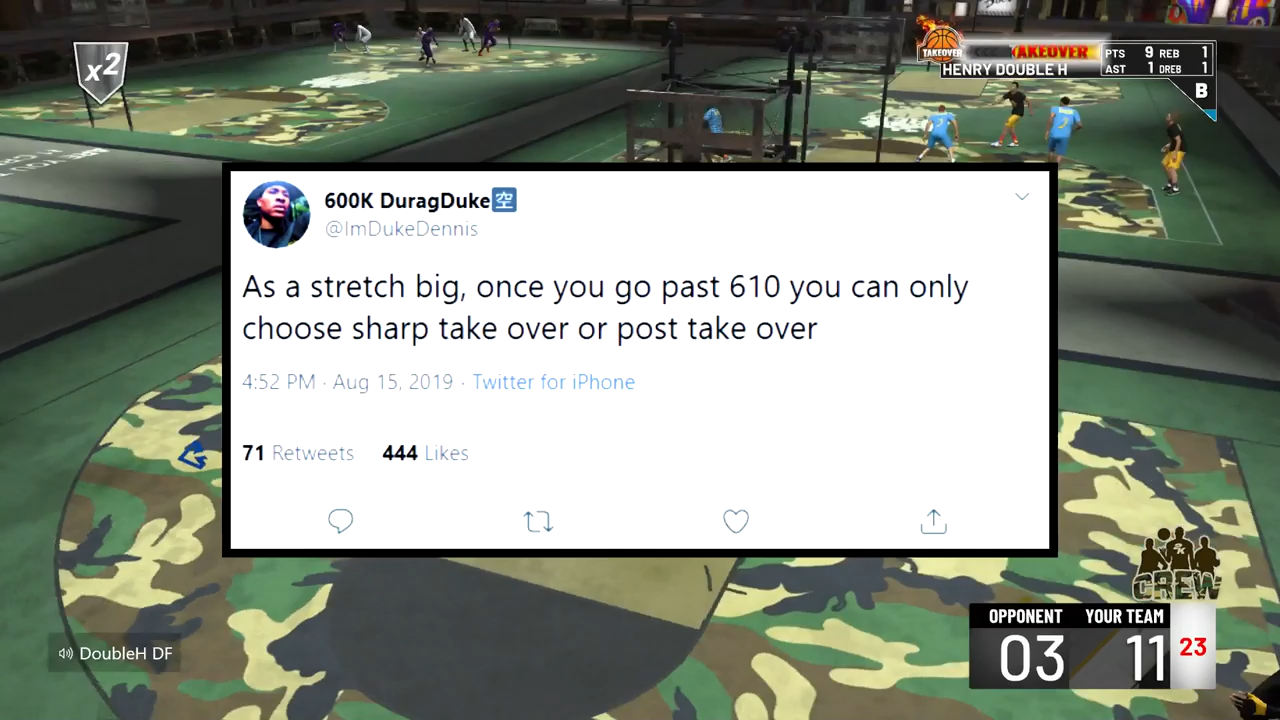 x2
TAKEOVER
TAKEOVER
PTS 9 REB 1
HENRY DOUBLE H
AST 1 DREB 1
B
600K DuragDuke🈳
@ImDukeDennis
As a stretch big, once you go past 610 you can only
choose sharp take over or post take over
4:52 PM · Aug 15, 2019 · Twitter for iPhone
71 Retweets 444 Likes
CREW
OPPONENT YOUR TEAM
03 11 23
DoubleH DF